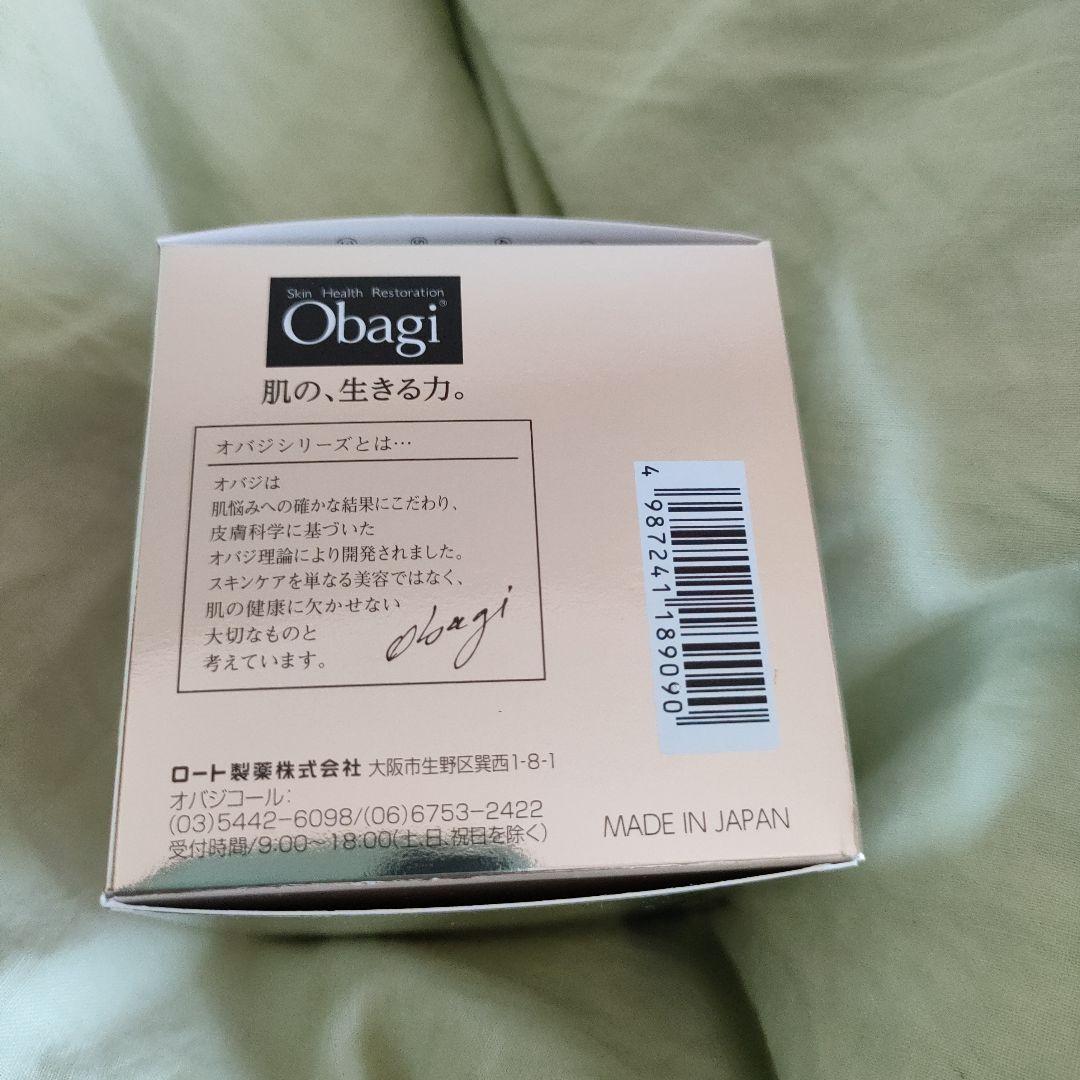 Skin Health Restoration
Obagi®
肌の、生きる力。
オバジシリーズとは…
オバジは
肌悩みへの確かな結果にこだわり、
皮膚科学に基づいた
オバジ理論により開発されました。
スキンケアを単なる美容ではなく、
肌の健康に欠かせない
大切なものと
考えています。
Obagi
4 987241 189090
ロート製薬株式会社 大阪市生野区巽西1-8-1
オバジコール:
(03)5442-6098/(06)6753-2422
受付時間/9:00~18:00(土、日、祝日を除く)
MADE IN JAPAN